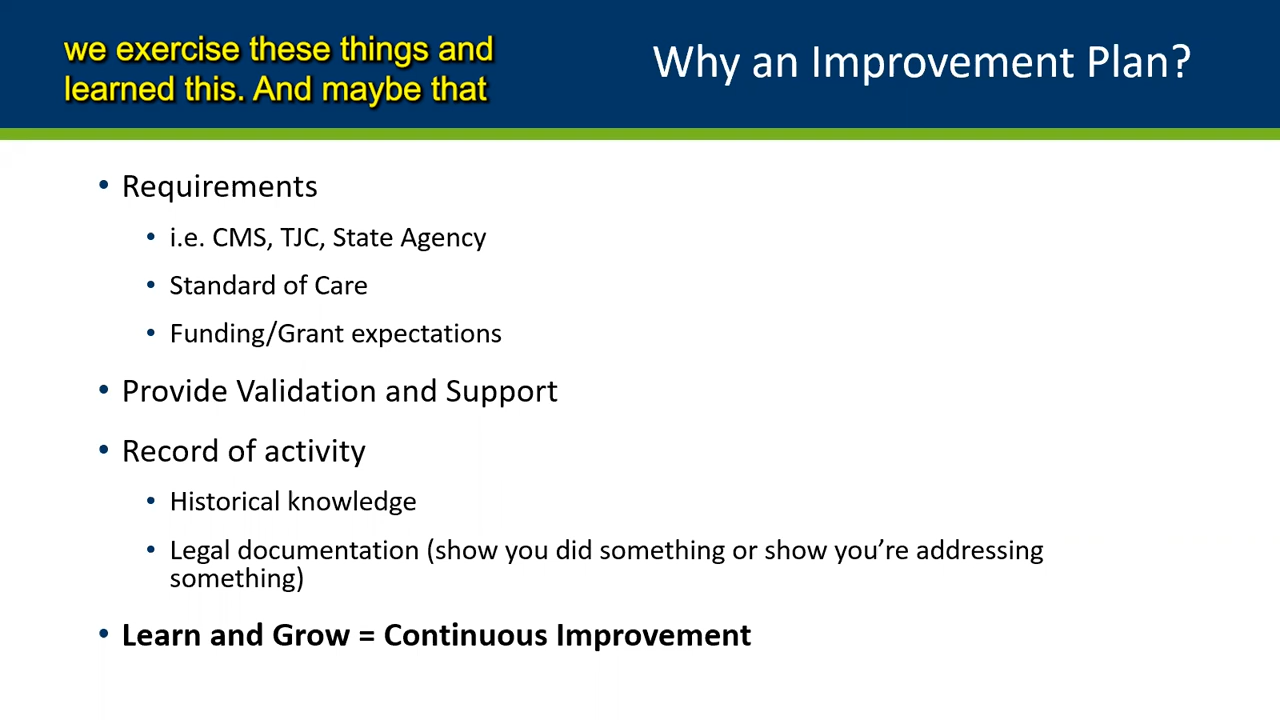 we exercise these things and
learned this. And maybe that
Why an Improvement Plan?
• Requirements
• i.e. CMS, TJC, State Agency
• Standard of Care
• Funding/Grant expectations
• Provide Validation and Support
• Record of activity
• Historical knowledge
• Legal documentation (show you did something or show you’re addressing
something)
• Learn and Grow = Continuous Improvement